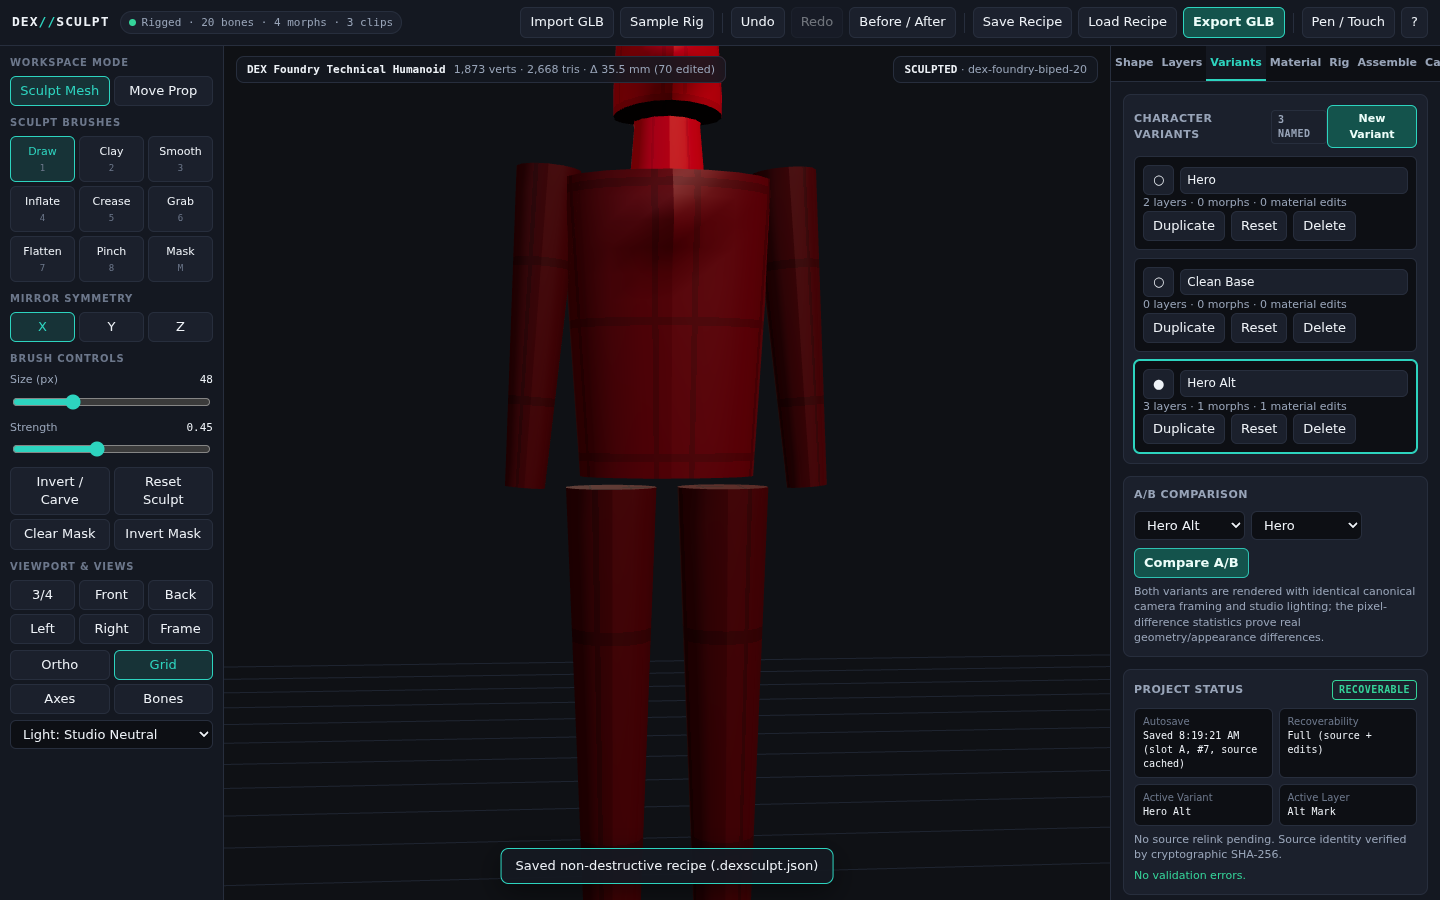 DEX//SCULPT
Rigged · 20 bones · 4 morphs · 3 clips
Import GLB
Sample Rig
Undo
Redo
Before / After
Save Recipe
Load Recipe
Export GLB
Pen / Touch
?
WORKSPACE MODE
Sculpt Mesh
Move Prop
SCULPT BRUSHES
Draw
1
Clay
2
Smooth
3
Inflate
4
Crease
5
Grab
6
Flatten
7
Pinch
8
Mask
M
MIRROR SYMMETRY
X
Y
Z
BRUSH CONTROLS
Size (px)
48
Strength
0.45
Invert /
Carve
Reset
Sculpt
Clear Mask
Invert Mask
VIEWPORT & VIEWS
3/4
Front
Back
Left
Right
Frame
Ortho
Grid
Axes
Bones
Light: Studio Neutral
DEX Foundry Technical Humanoid 1,873 verts · 2,668 tris · Δ 35.5 mm (70 edited)
SCULPTED · dex-foundry-biped-20
Saved non-destructive recipe (.dexsculpt.json)
Shape
Layers
Variants
Material
Rig
Assemble
Ca
CHARACTER
VARIANTS
3
NAMED
New
Variant
Hero
2 layers · 0 morphs · 0 material edits
Duplicate
Reset
Delete
Clean Base
0 layers · 0 morphs · 0 material edits
Duplicate
Reset
Delete
Hero Alt
3 layers · 1 morphs · 1 material edits
Duplicate
Reset
Delete
A/B COMPARISON
Hero Alt
Hero
Compare A/B
Both variants are rendered with identical canonical
camera framing and studio lighting; the pixel-
difference statistics prove real
geometry/appearance differences.
PROJECT STATUS
RECOVERABLE
Autosave
Saved 8:19:21 AM
(slot A, #7, source
cached)
Recoverability
Full (source +
edits)
Active Variant
Hero Alt
Active Layer
Alt Mark
No source relink pending. Source identity verified
by cryptographic SHA-256.
No validation errors.